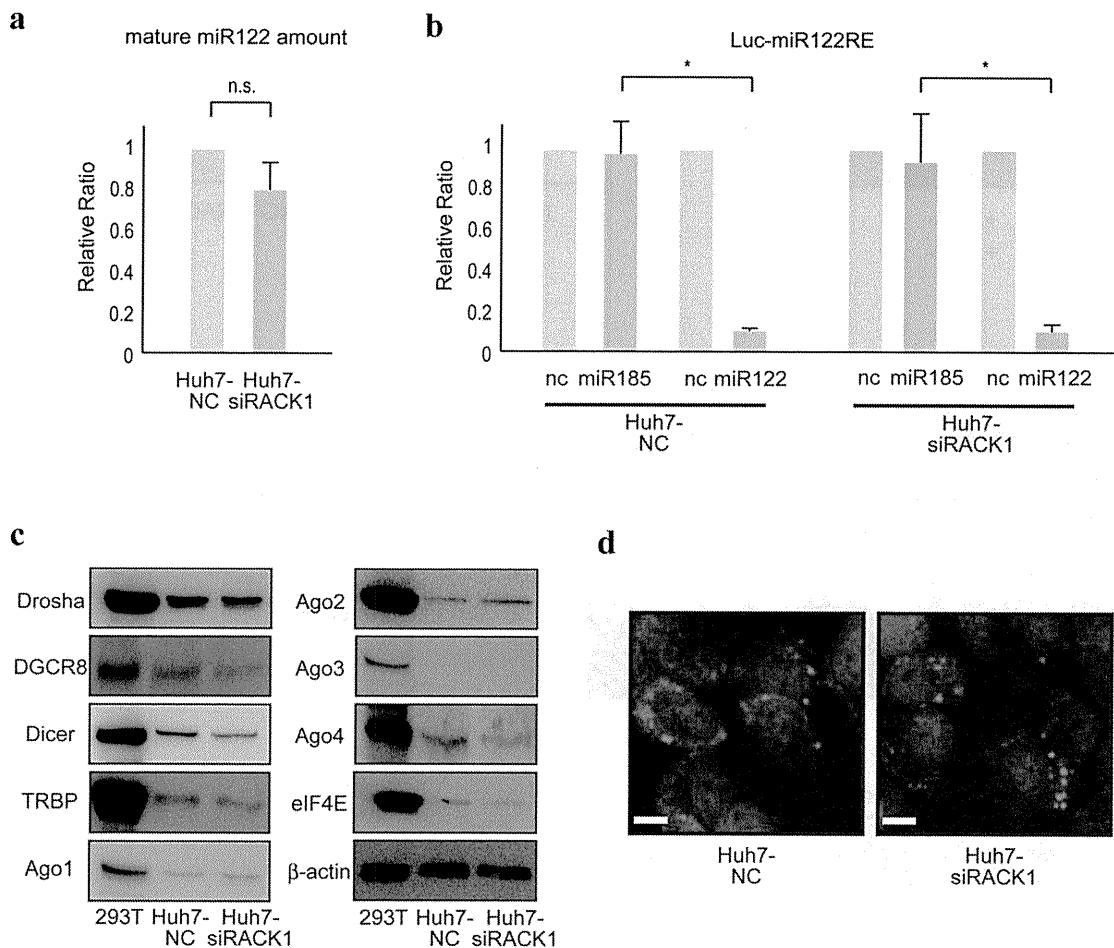 a
mature miR122 amount
n.s.
Relative Ratio
1
0.8
0.6
0.4
0.2
0
Huh7-
NC
Huh7-
siRACK1
b
Luc-miR122RE
*
*
Relative Ratio
1
0.8
0.6
0.4
0.2
0
nc miR185 nc miR122
nc miR185 nc miR122
Huh7-
NC
Huh7-
siRACK1
c
Drosha
DGCR8
Dicer
TRBP
Ago1
293T
Huh7-
NC
Huh7-
siRACK1
Ago2
Ago3
Ago4
eIF4E
β-actin
293T
Huh7-
NC
Huh7-
siRACK1
d
Huh7-
NC
Huh7-
siRACK1